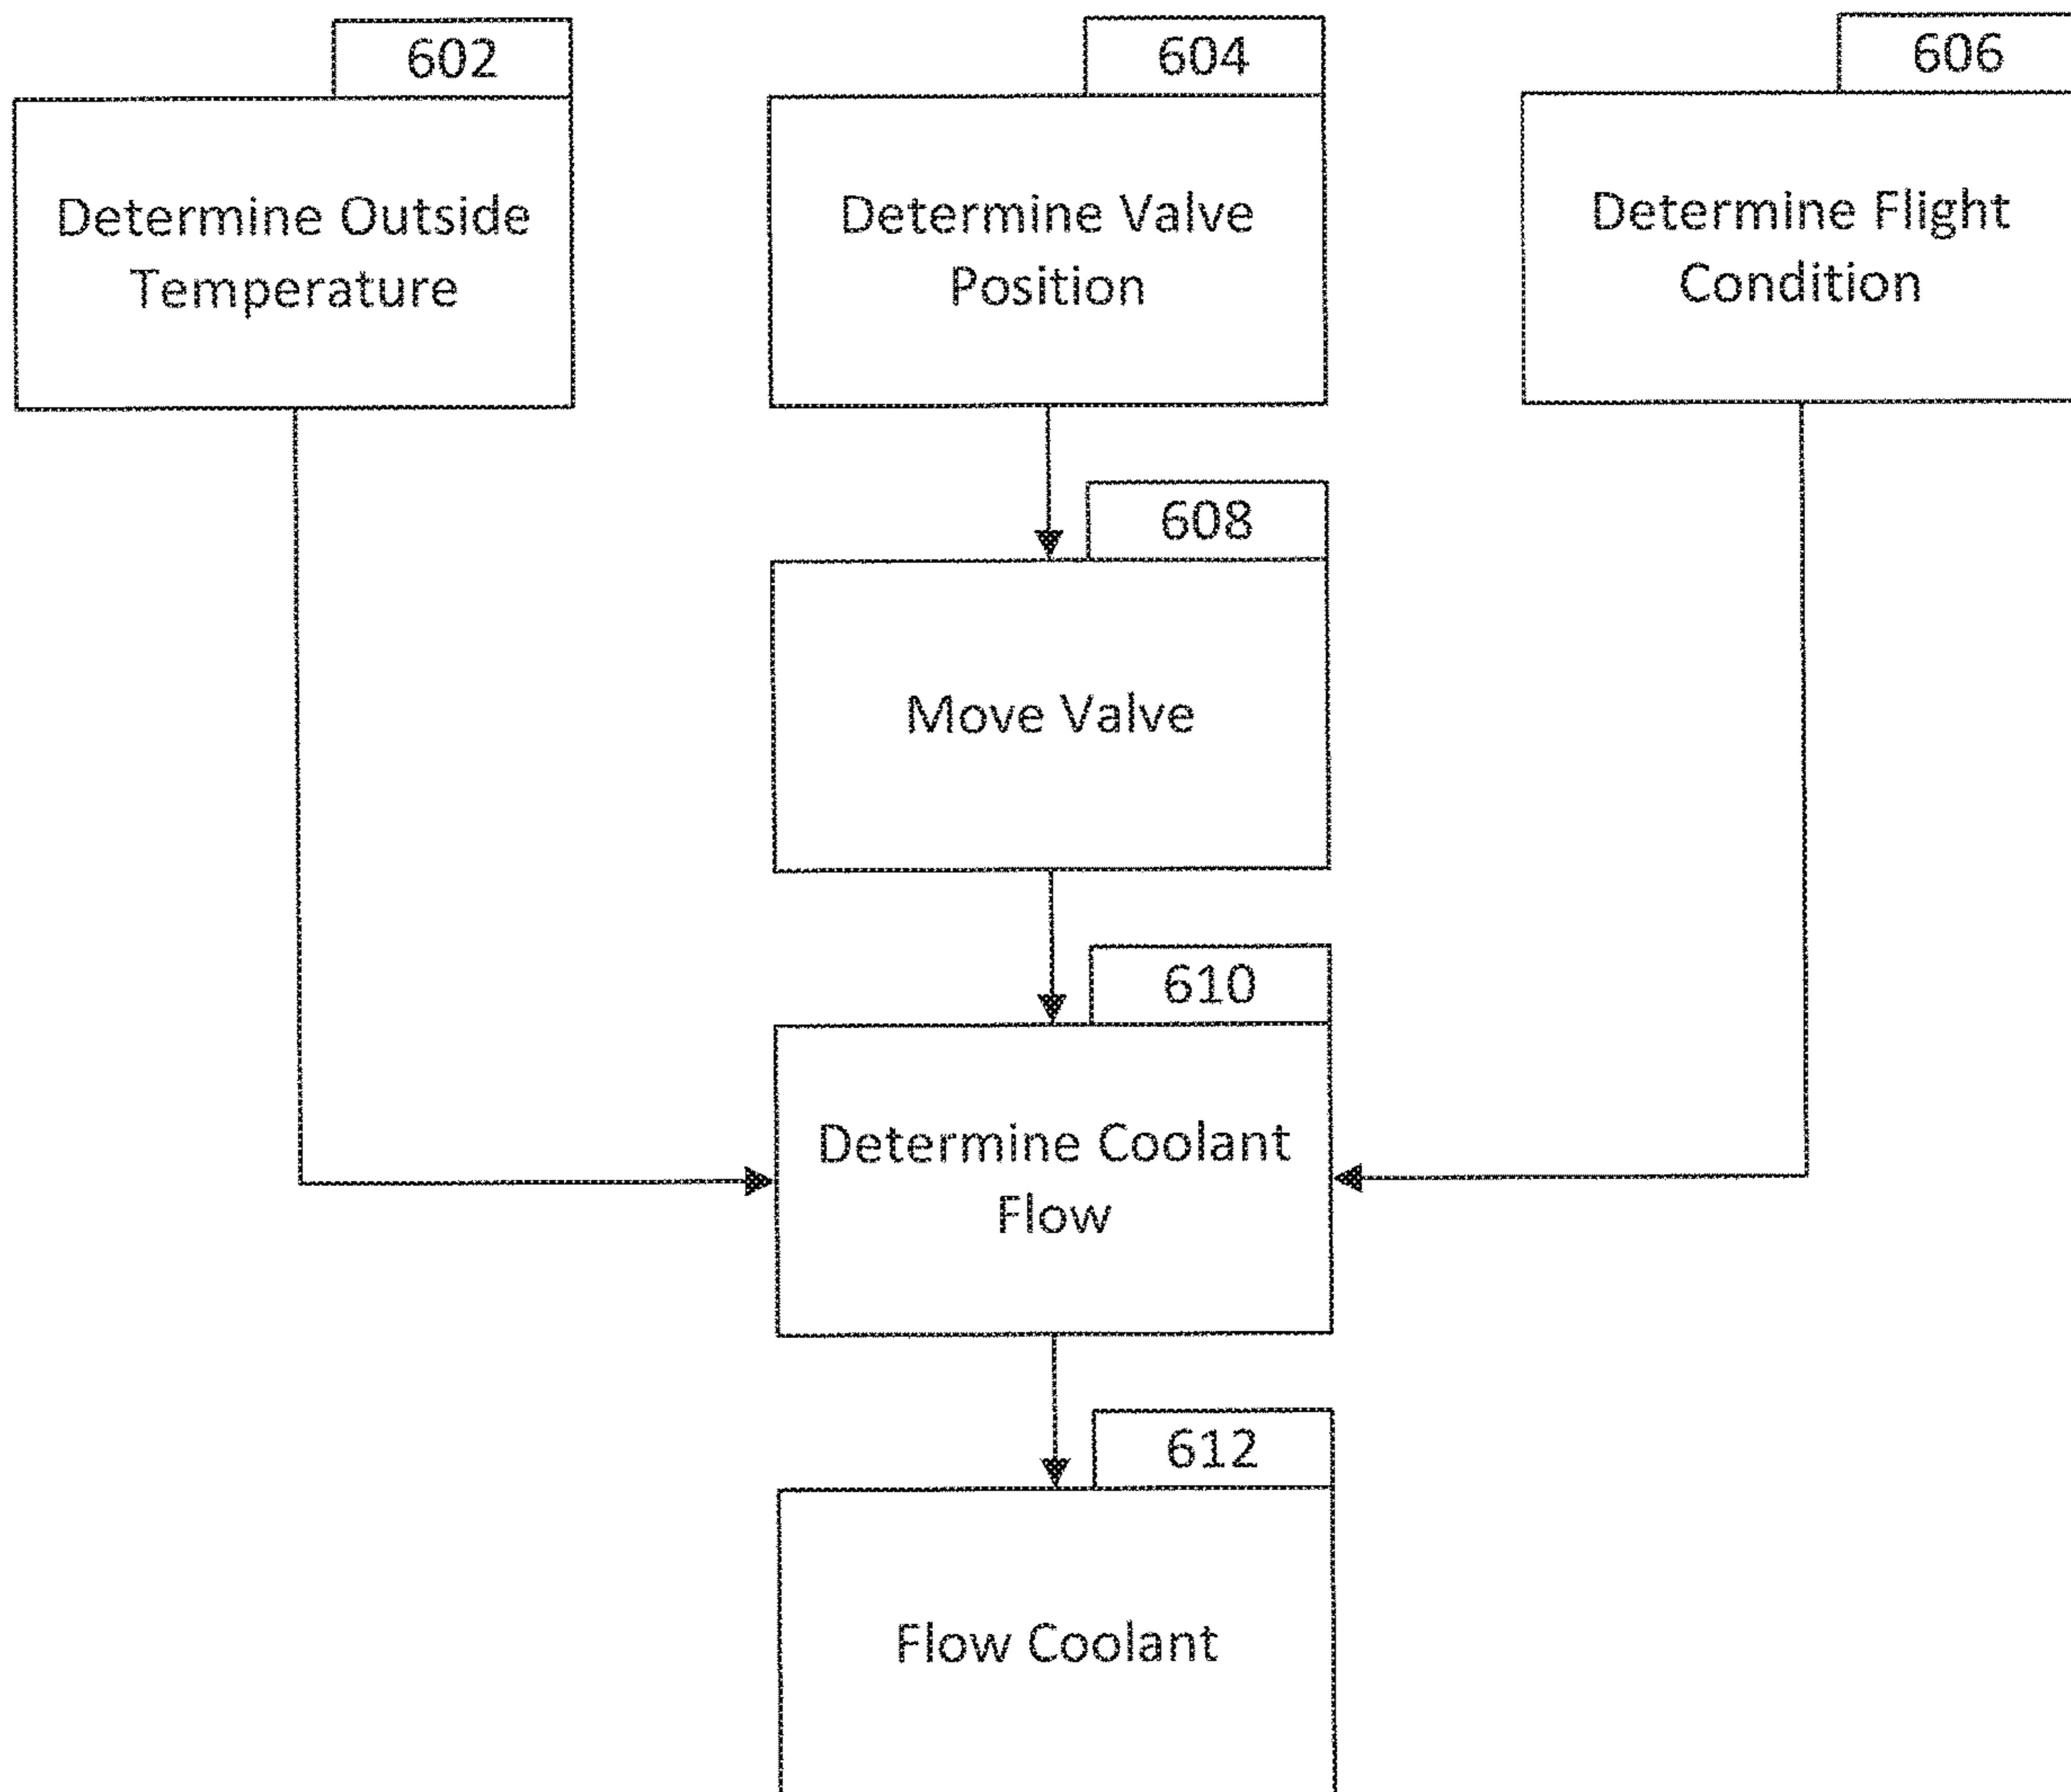 602
Determine Outside
Temperature
604
Determine Valve
Position
606
Determine Flight
Condition
608
Move Valve
610
Determine Coolant
Flow
612
Flow Coolant